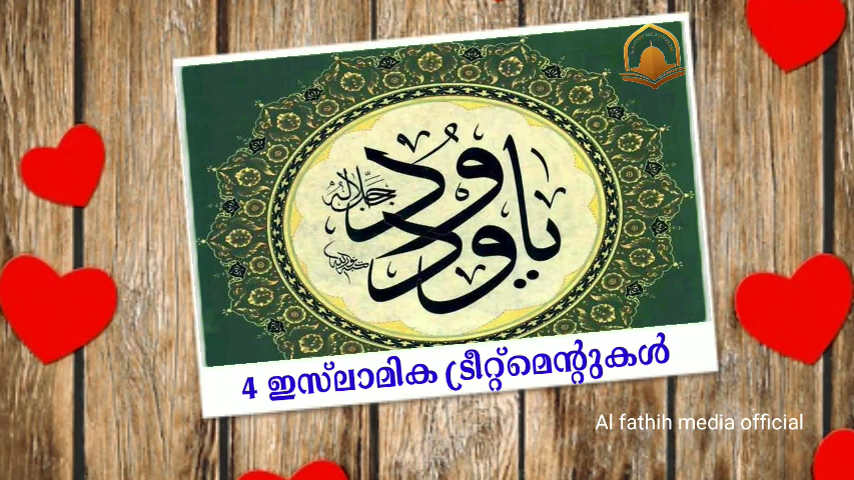 يا ودود
جل جلاله
4 ഇസ്ലാമിക ട്രീറ്റ്മെന്റുകൾ
Al fathih media official